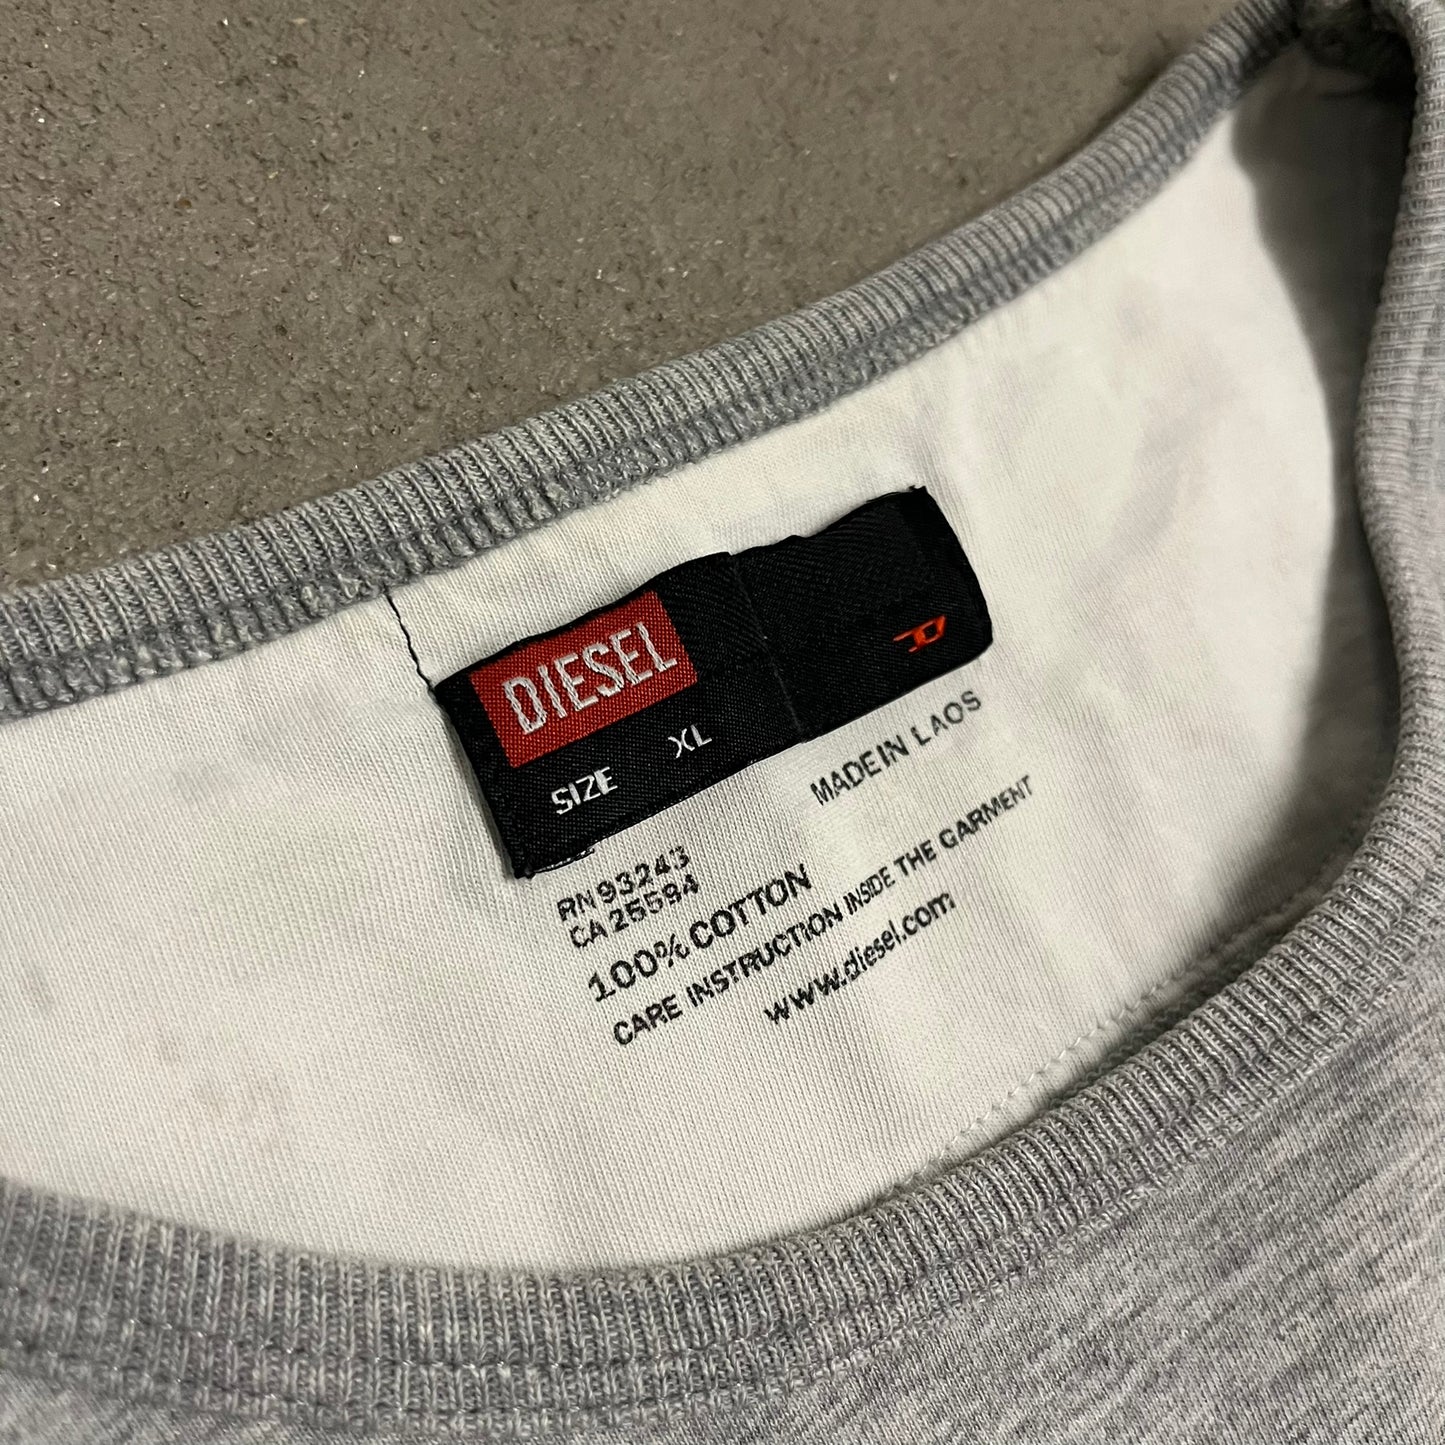 DIESEL
SIZE XL
MADE IN LAOS
RN 93243
CA 25594
100% COTTON
CARE INSTRUCTION INSIDE THE GARMENT
www.diesel.com